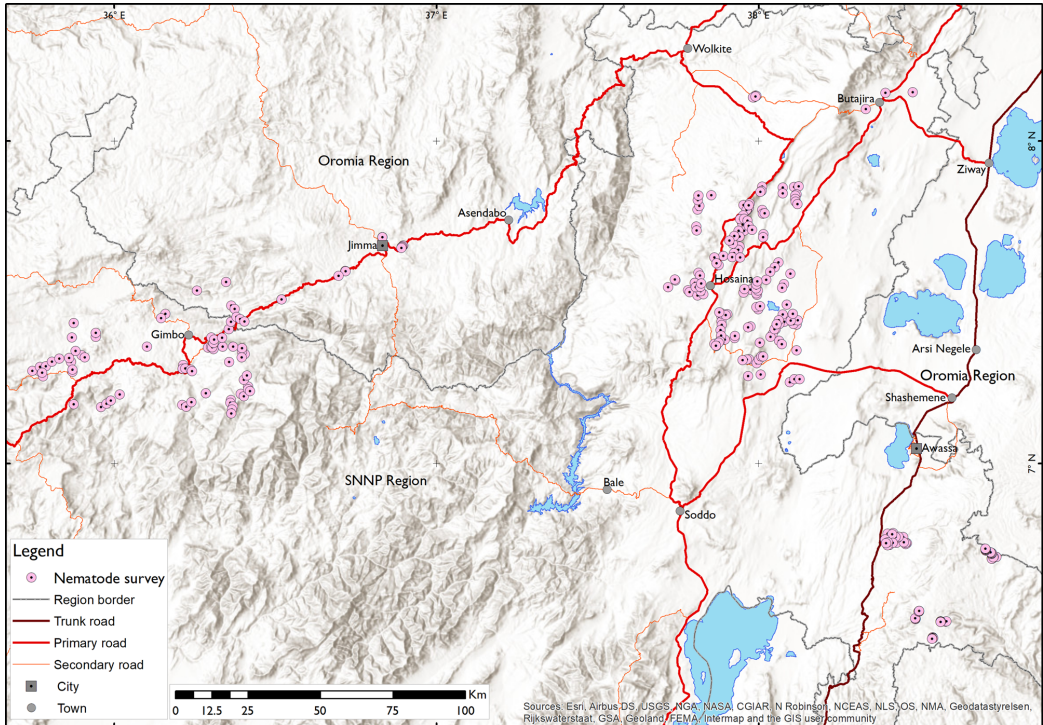 36° E
37° E
38° E
Wolkite
Butajira
8° N
Oromia Region
Ziway
Asendabo
Jimma
Hosaina
Gimbo
Arsi Negele
Oromia Region
Shashemene
Awassa
7° N
SNNP Region
Bale
Soddo
Legend
Nematode survey
Region border
Trunk road
Primary road
Secondary road
City
Town
Km
0 12.5 25 50 75 100
Sources: Esri, Airbus DS, USGS, NGA, NASA, CGIAR, N Robinson, NCEAS, NLS, OS, NMA, Geodatastyrelsen,
Rijkswaterstaat, GSA, Geoland, FEMA, Intermap and the GIS user community